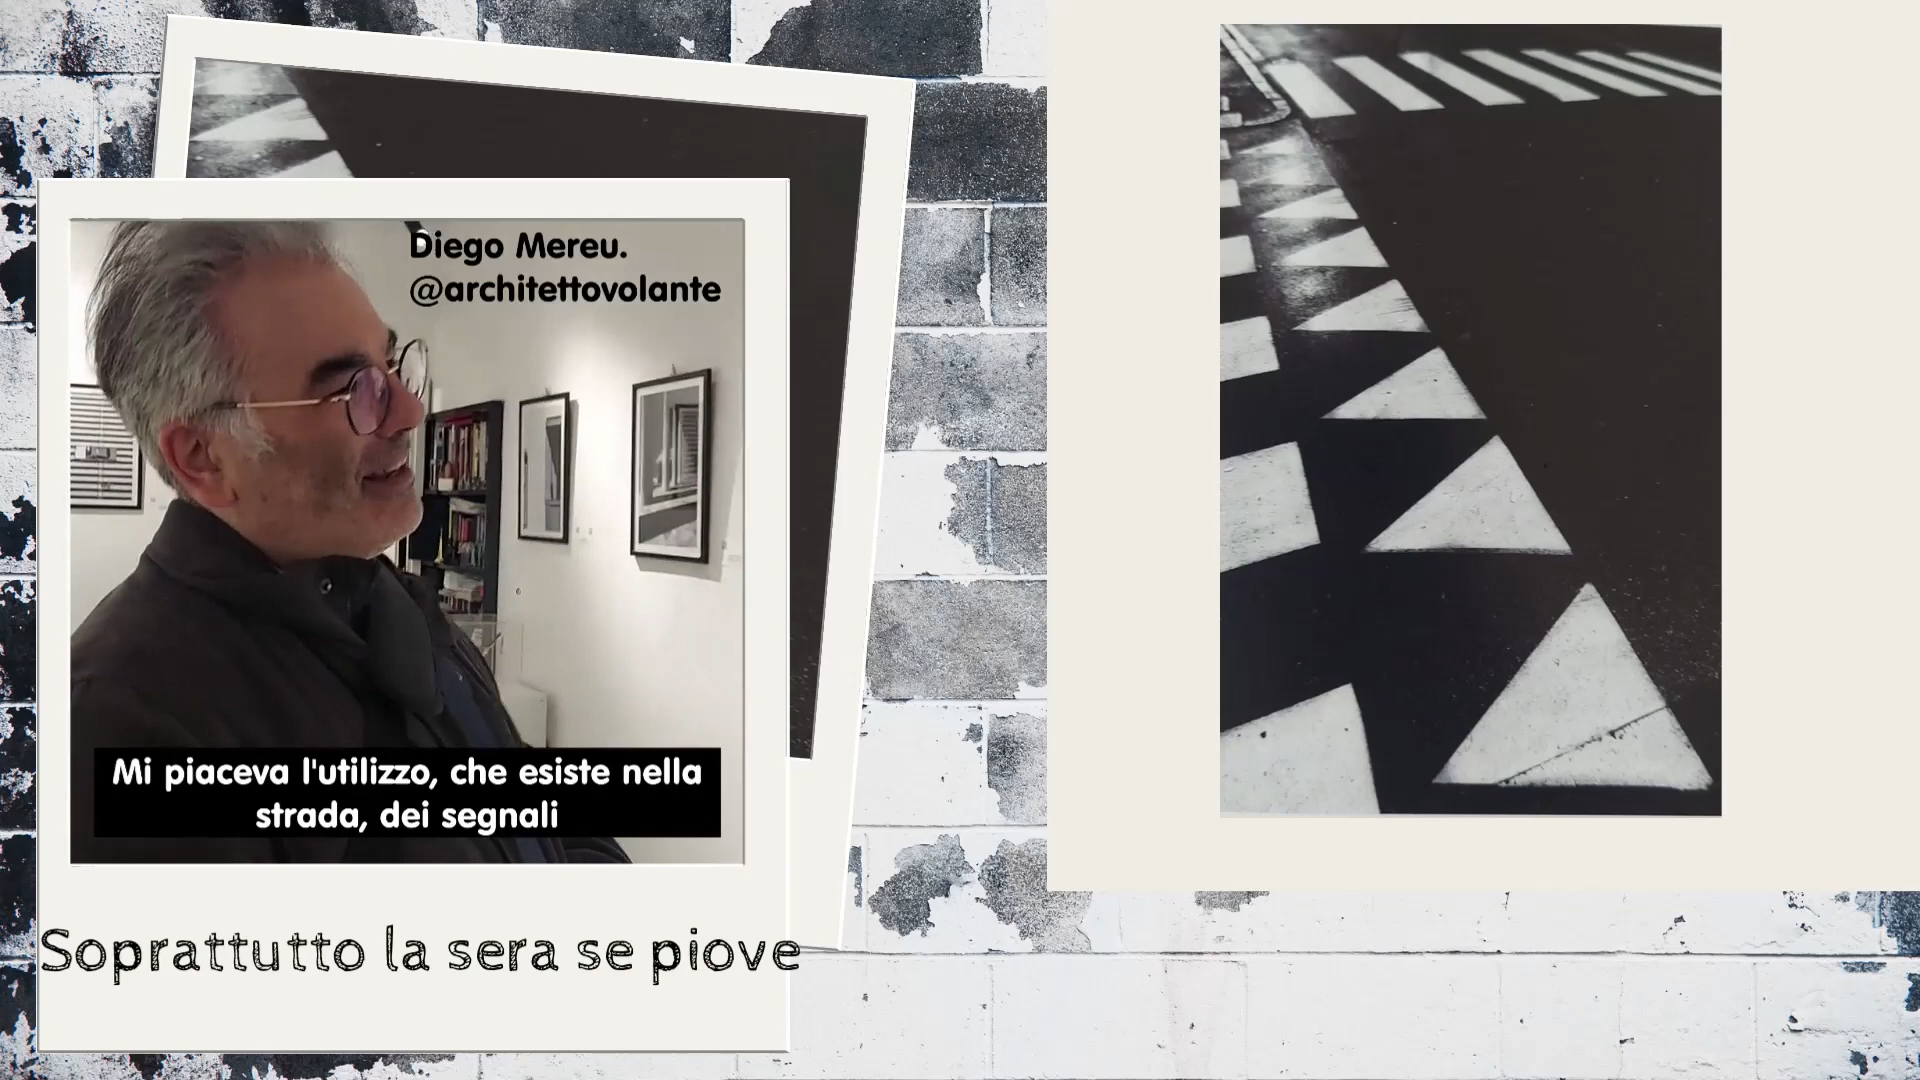 Diego Mereu.
@architettovolante
Mi piaceva l'utilizzo, che esiste nella
strada, dei segnali
Soprattutto la sera se piove